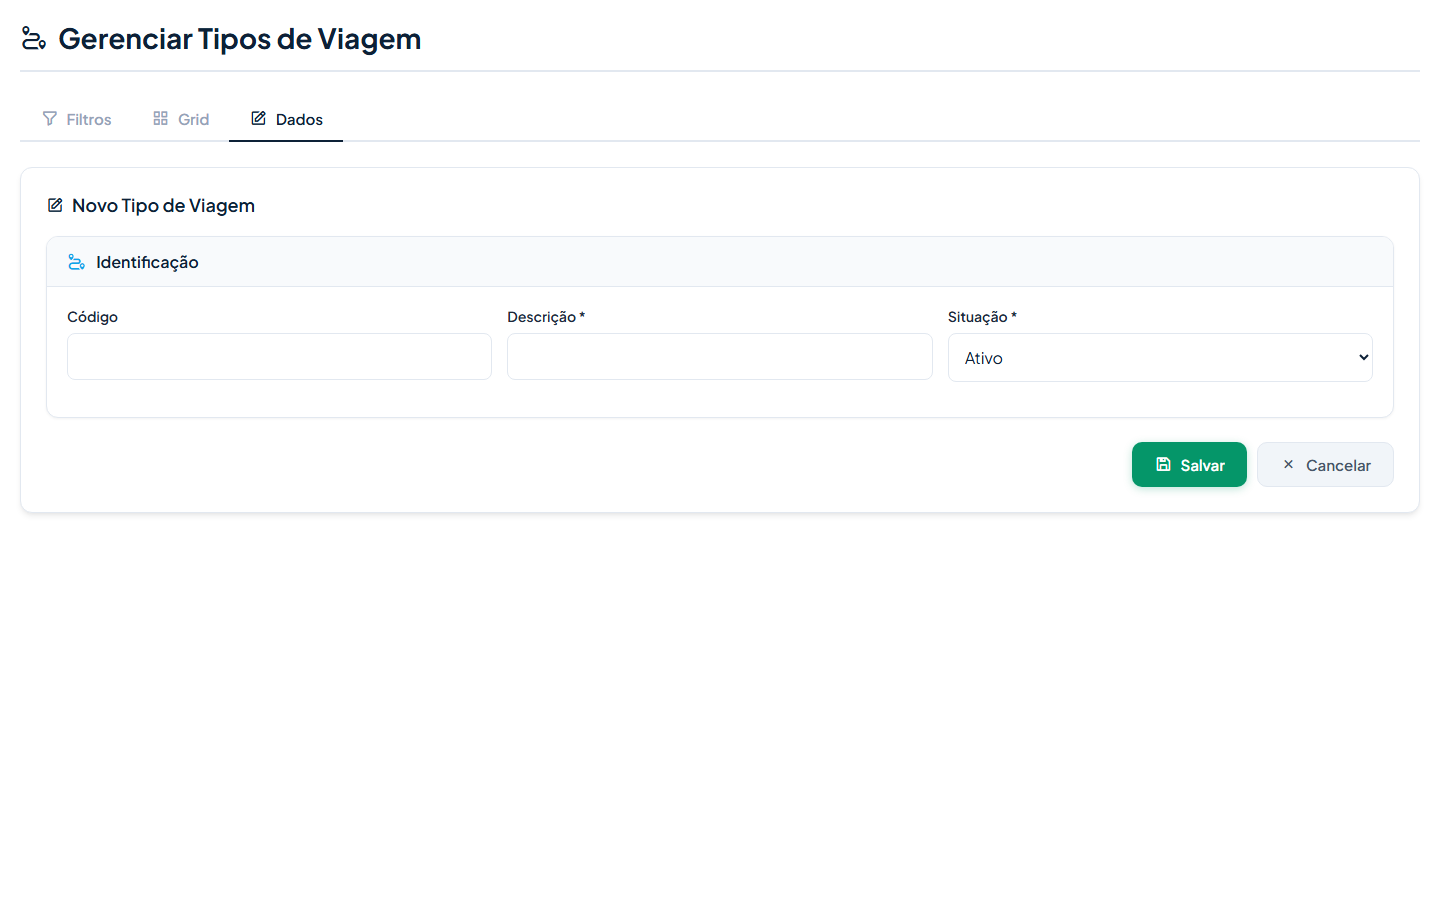 Gerenciar Tipos de Viagem
Filtros Grid Dados
Novo Tipo de Viagem
Identificação
Código Descrição * Situação *
Ativo
Salvar Cancelar